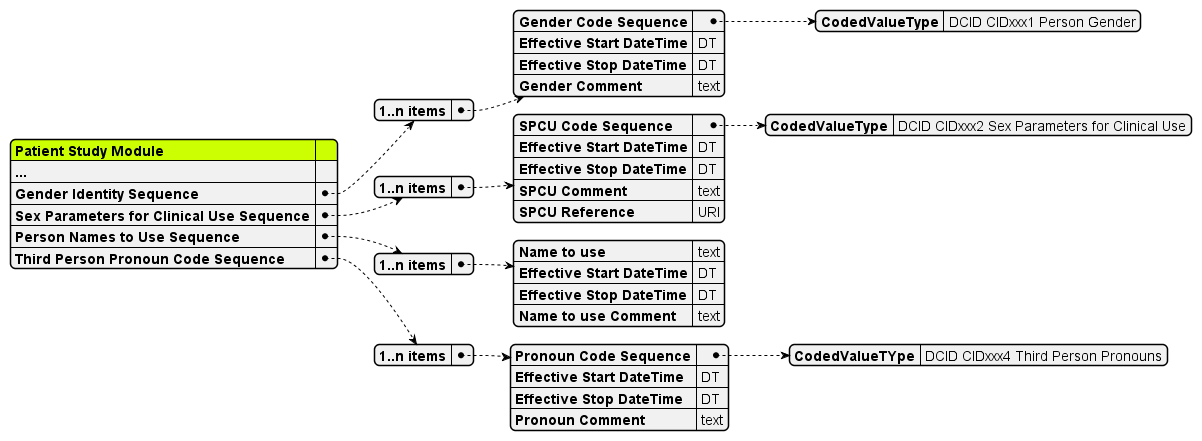 Patient Study Module
...
Gender Identity Sequence
Sex Parameters for Clinical Use Sequence
Person Names to Use Sequence
Third Person Pronoun Code Sequence
1..n items
Gender Code Sequence
Effective Start DateTime DT
Effective Stop DateTime DT
Gender Comment text
CodedValueType DCID CIDxxx1 Person Gender
1..n items
SPCU Code Sequence
Effective Start DateTime DT
Effective Stop DateTime DT
SPCU Comment text
SPCU Reference URI
CodedValueType DCID CIDxxx2 Sex Parameters for Clinical Use
1..n items
Name to use text
Effective Start DateTime DT
Effective Stop DateTime DT
Name to use Comment text
1..n items
Pronoun Code Sequence
Effective Start DateTime DT
Effective Stop DateTime DT
Pronoun Comment text
CodedValueTYpe DCID CIDxxx4 Third Person Pronouns